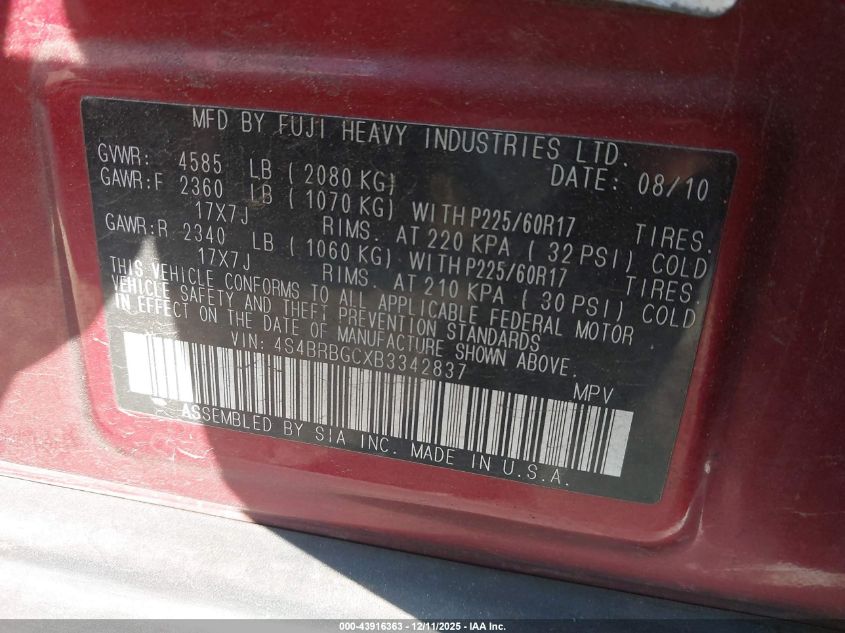 MFD BY FUJI HEAVY INDUSTRIES LTD.
GVWR: 4585 LB (2080 KG) DATE: 08/10
GAWR:F 2360 LB (1070 KG) WITH P225/60R17 TIRES.
17X7J RIMS. AT 220 KPA (32 PSI) COLD
GAWR:R 2340 LB (1060 KG) WITH P225/60R17 TIRES.
17X7J RIMS. AT 210 KPA (30 PSI) COLD
THIS VEHICLE CONFORMS TO ALL APPLICABLE FEDERAL MOTOR
VEHICLE SAFETY AND THEFT PREVENTION STANDARDS
IN EFFECT ON THE DATE OF MANUFACTURE SHOWN ABOVE.
VIN: 4S4BRBGCXB3342837
MPV
ASSEMBLED BY SIA INC. MADE IN U.S.A.
000-43916363 - 12/11/2025 - IAA Inc.